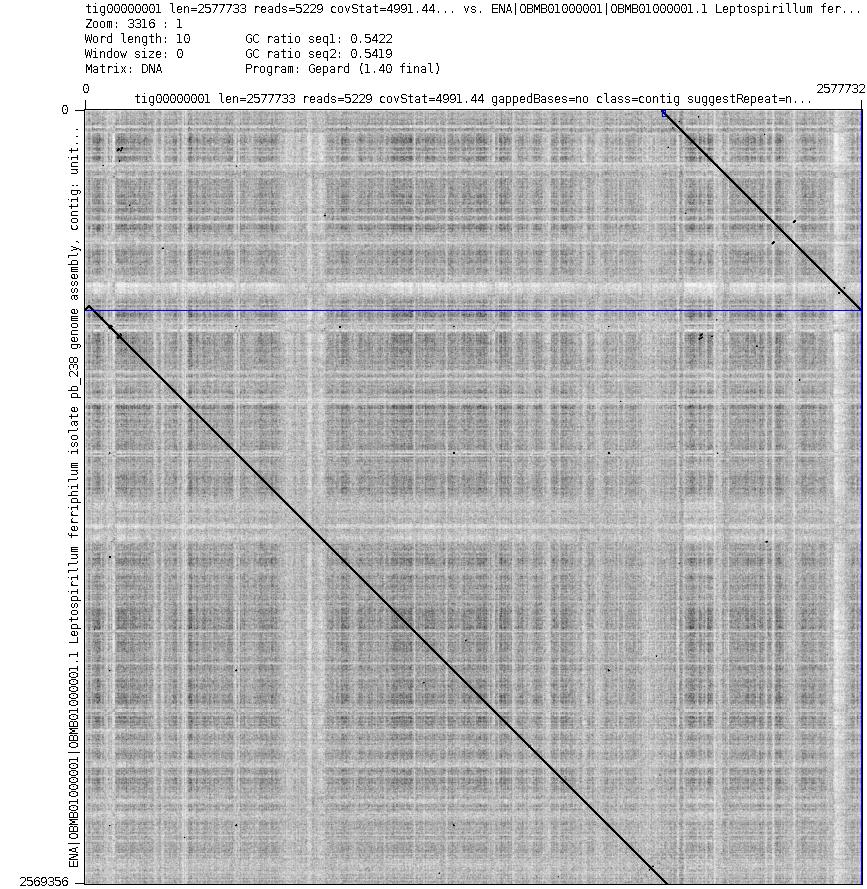 tig00000001 len=2577733 reads=5229 covStat=4991.44... vs. ENA|OBMB01000001|OBMB01000001.1 Leptospirillum fer...
Zoom: 3316 : 1
Word length: 10 GC ratio seq1: 0.5422
Window size: 0 GC ratio seq2: 0.5419
Matrix: DNA Program: Gepard (1.40 final)
0 2577732
tig00000001 len=2577733 reads=5229 covStat=4991.44 gappedBases=no class=contig suggestRepeat=n...
0
ENA|OBMB01000001|OBMB01000001.1 Leptospirillum ferriphilum isolate pb_238 genome assembly, contig: unit...
2569356